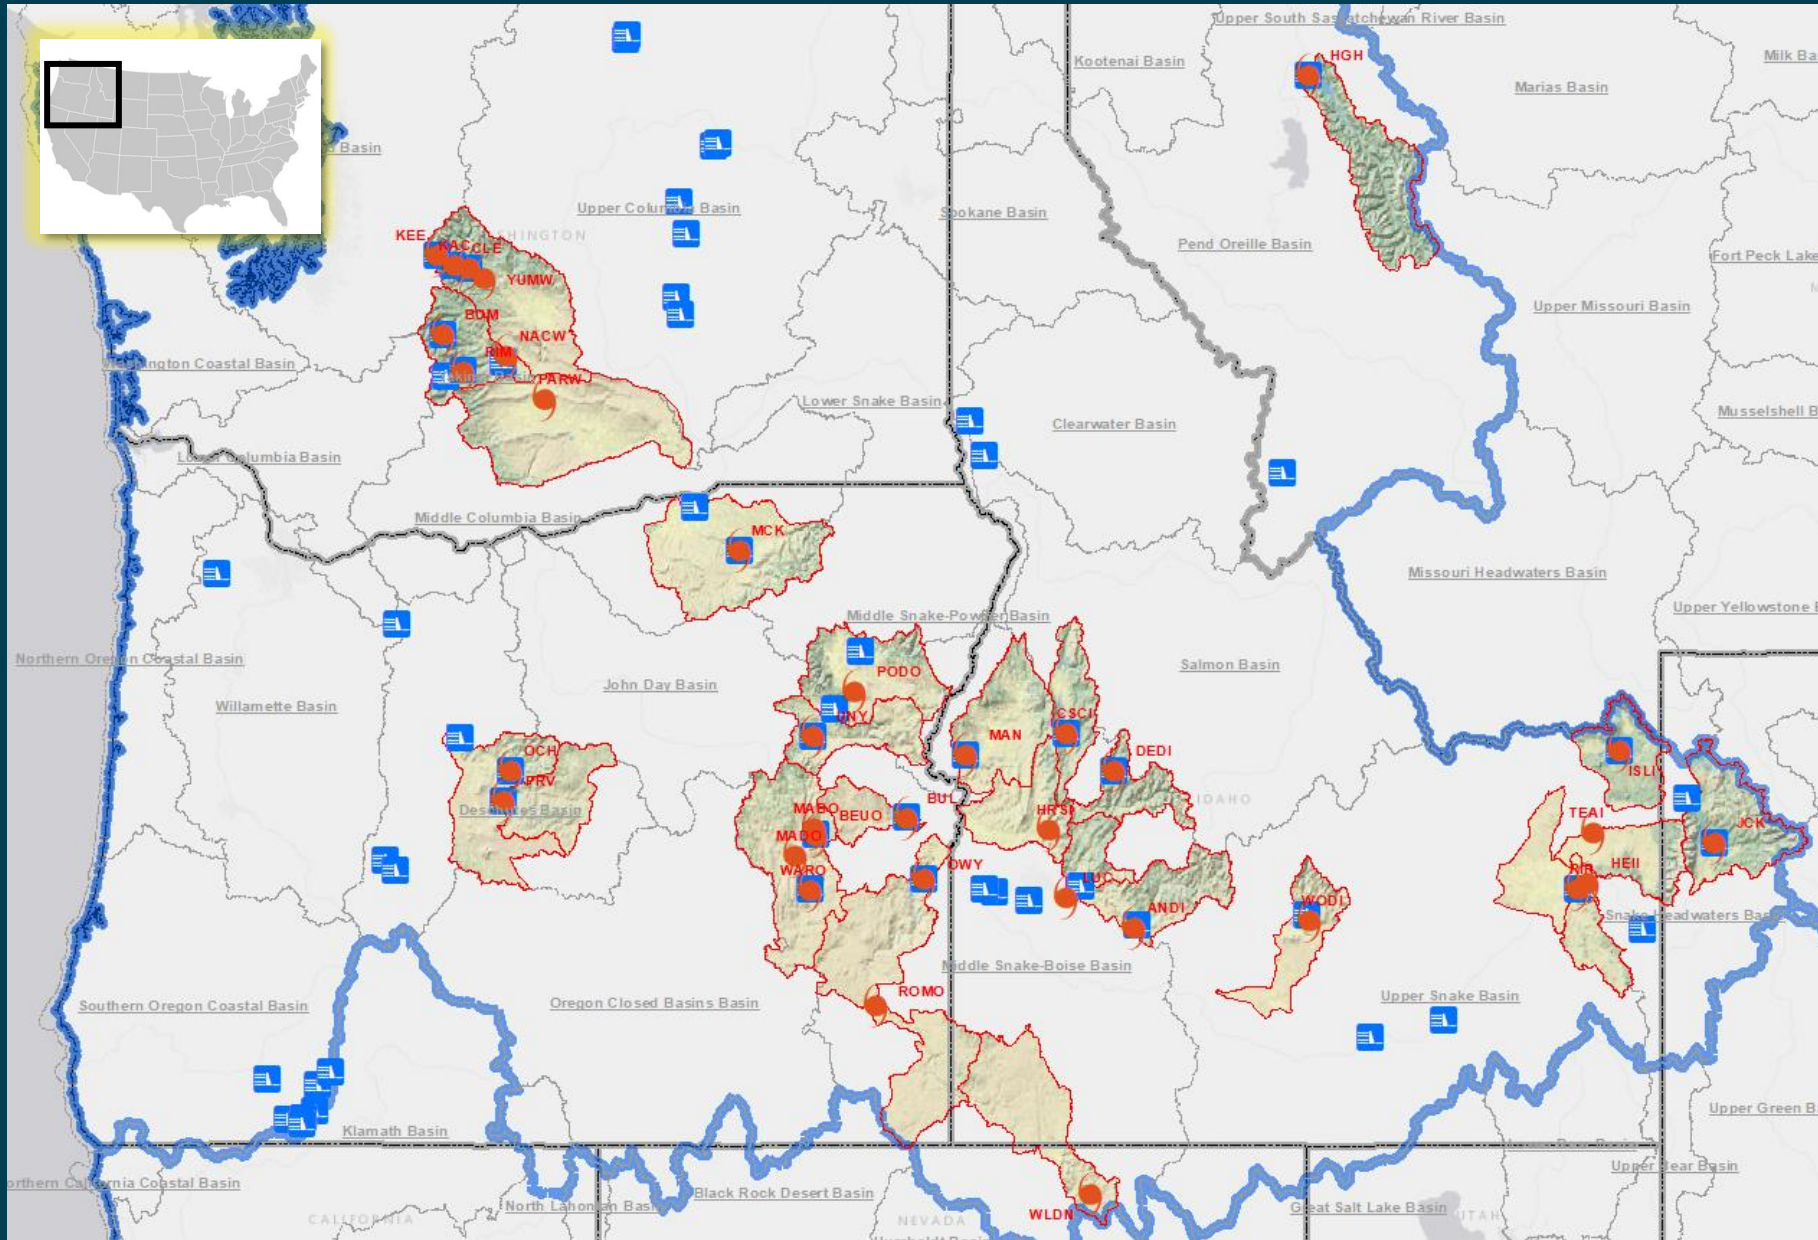 Upper South Saskatchewan River Basin
HGH
Kootenai Basin
Milk Ba
Marias Basin
Basin
Upper Columbia Basin
Spokane Basin
KEE
KAC
CLE
SHINGTON
Pend Oreille Basin
Fort Peck Lake
YUMW
Upper Missouri Basin
BDM
NACW
RIM
Washington Coastal Basin
PARW
Lower Snake Basin
Musselshell B
Clearwater Basin
Lower Columbia Basin
Middle Columbia Basin
MCK
Missouri Headwaters Basin
Middle Snake-Powder Basin
Upper Yellowstone
Northern Oregon Coastal Basin
PODO
Salmon Basin
John Day Basin
Willamette Basin
CSCI
UNY
MAN
OCH
DEDI
PRV
ISLI
BUL
IDAHO
MABO
BEUO
HRSI
Deschutes Basin
TEAI
JCK
MADO
OWY
HEII
WARO
LUC
RIR
WODI
ANDI
Snake Headwaters Basin
Middle Snake-Boise Basin
ROMO
Upper Snake Basin
Southern Oregon Coastal Basin
Oregon Closed Basins Basin
Klamath Basin
Upper Green B
Upper Bear Basin
orthern California Coastal Basin
Black Rock Desert Basin
North Lahontan Basin
Great Salt Lake Basin
WLDN
UTAH
CALIFORNIA
NEVADA